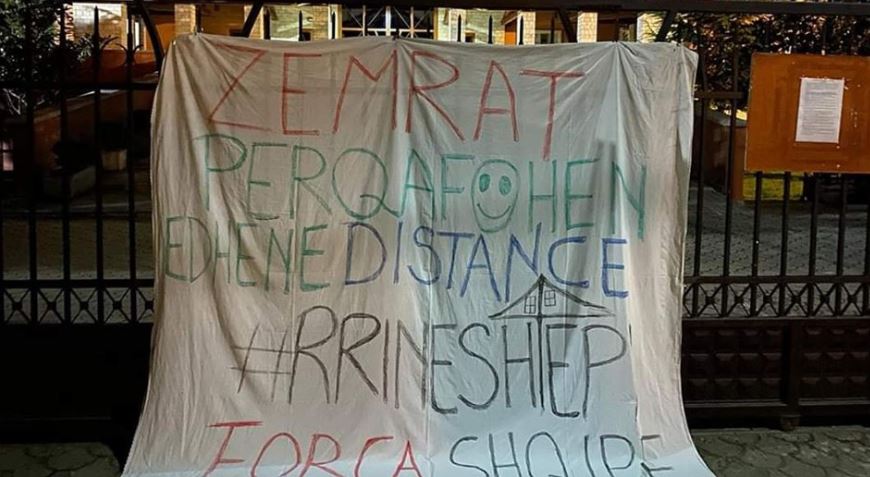 ZEMRAT
PERQAFOHEN
EDHE NE DISTANCE
#RRINESHTEPI
FORCA SHQIPE